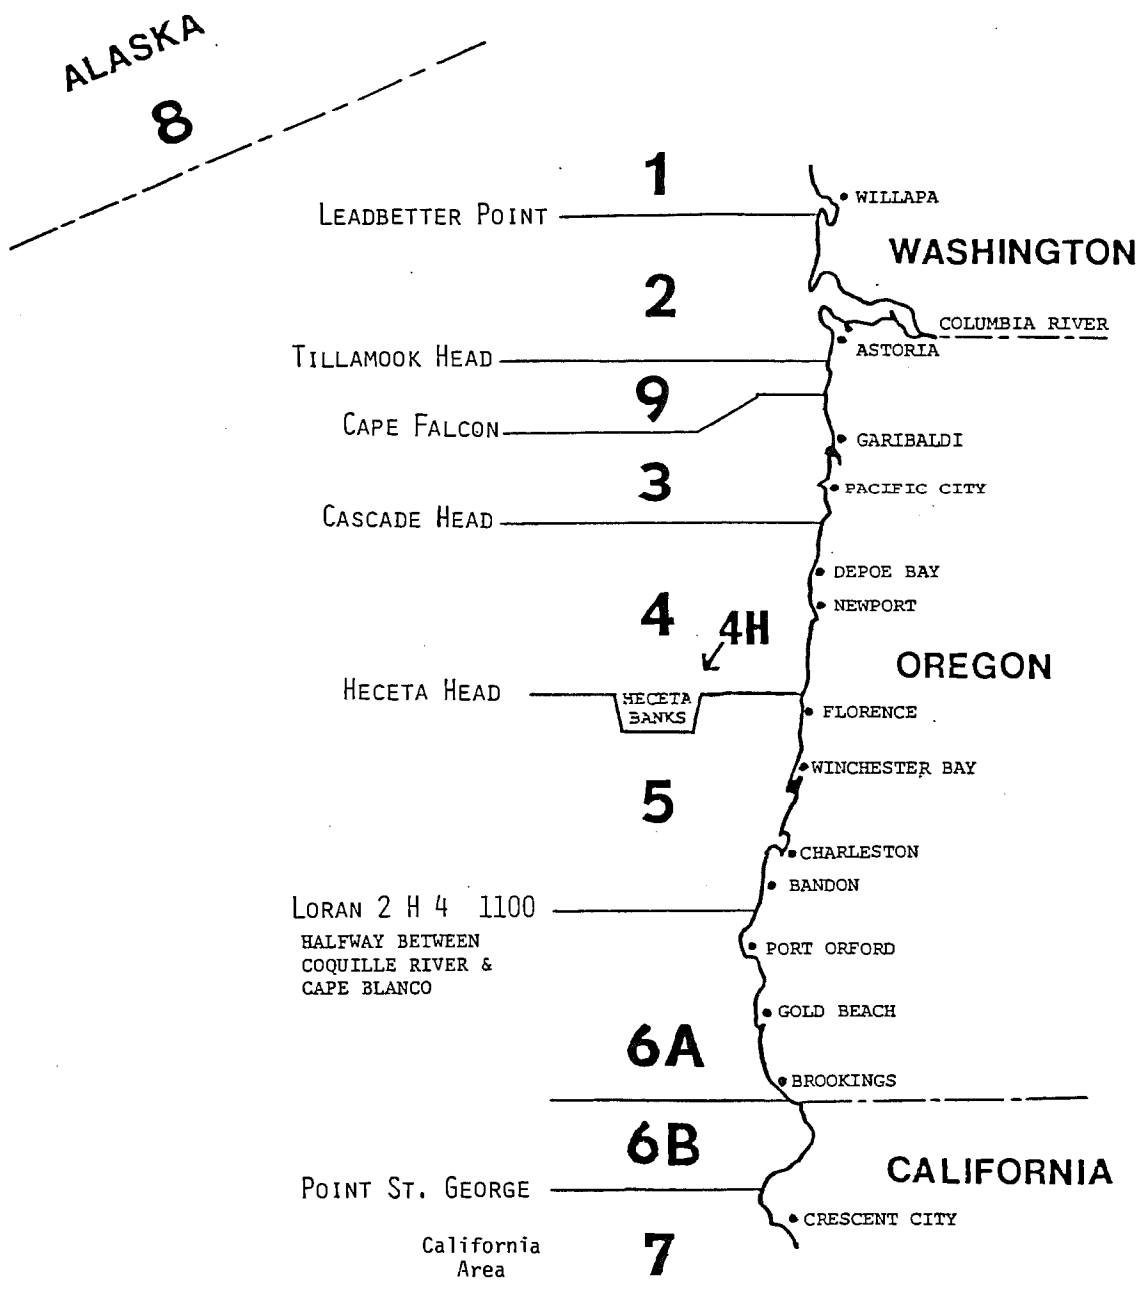 ALASKA
8
1
WILLAPA
LEADBETTER POINT
WASHINGTON
2
COLUMBIA RIVER
ASTORIA
TILLAMOOK HEAD
9
CAPE FALCON
GARIBALDI
3
PACIFIC CITY
CASCADE HEAD
DEPOE BAY
4
NEWPORT
4H
OREGON
HECETA HEAD
HECETA
BANKS
FLORENCE
WINCHESTER BAY
5
CHARLESTON
BANDON
LORAN 2 H 4 1100
HALFWAY BETWEEN
COQUILLE RIVER &
CAPE BLANCO
PORT ORFORD
GOLD BEACH
6A
BROOKINGS
6B
CALIFORNIA
POINT ST. GEORGE
CRESCENT CITY
California
Area
7